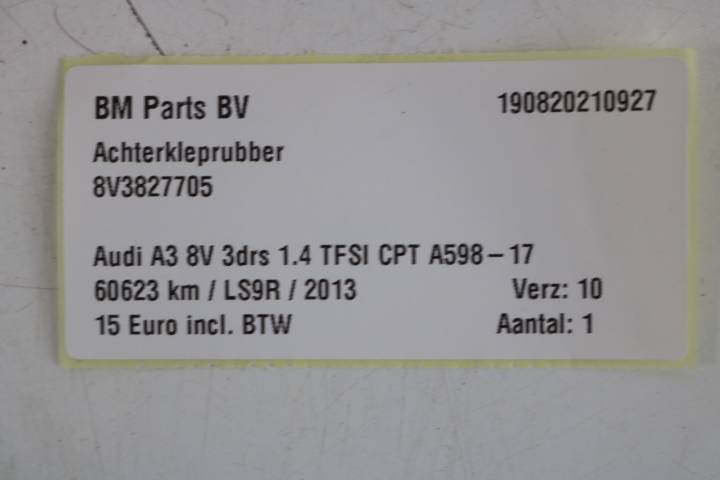 BM Parts BV 190820210927
Achterkleprubber
8V3827705
Audi A3 8V 3drs 1.4 TFSI CPT A598-17
60623 km / LS9R / 2013 Verz: 10
15 Euro incl. BTW Aantal: 1